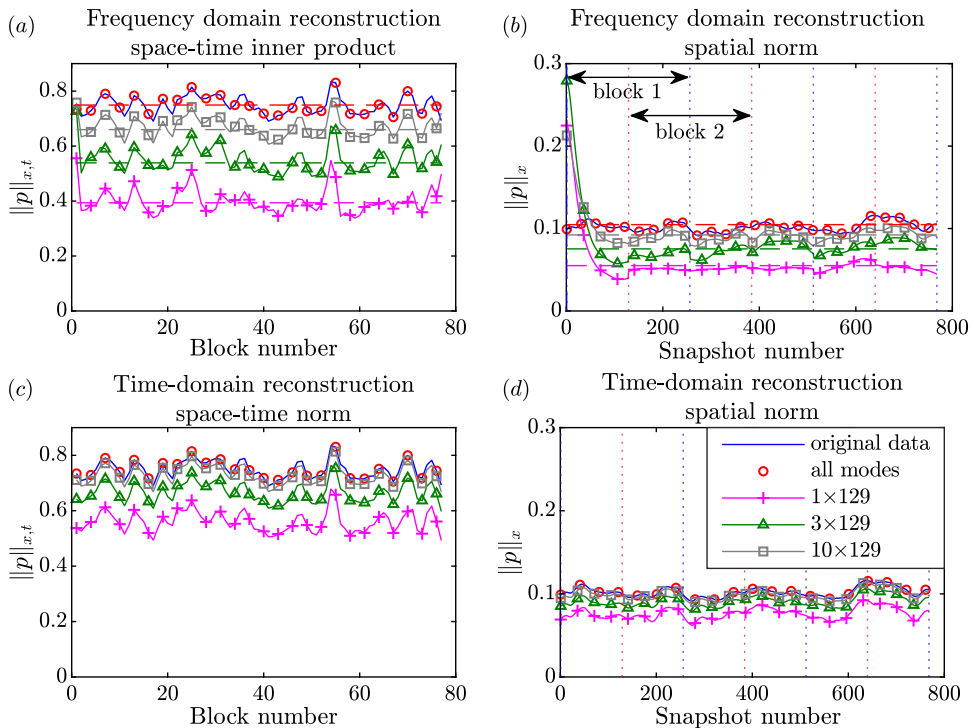 (a)
Frequency domain reconstruction
space-time inner product
0.8
0.6
0.4
0.2
0
‖p‖x,t
0 20 40 60 80
Block number
(b)
Frequency domain reconstruction
spatial norm
0.3
0.2
0.1
0
‖p‖x
block 1
block 2
0 200 400 600 800
Snapshot number
(c)
Time-domain reconstruction
space-time norm
0.8
0.6
0.4
0.2
0
‖p‖x,t
0 20 40 60 80
Block number
(d)
Time-domain reconstruction
spatial norm
0.3
0.2
0.1
0
‖p‖x
original data
all modes
1×129
3×129
10×129
0 200 400 600 800
Snapshot number